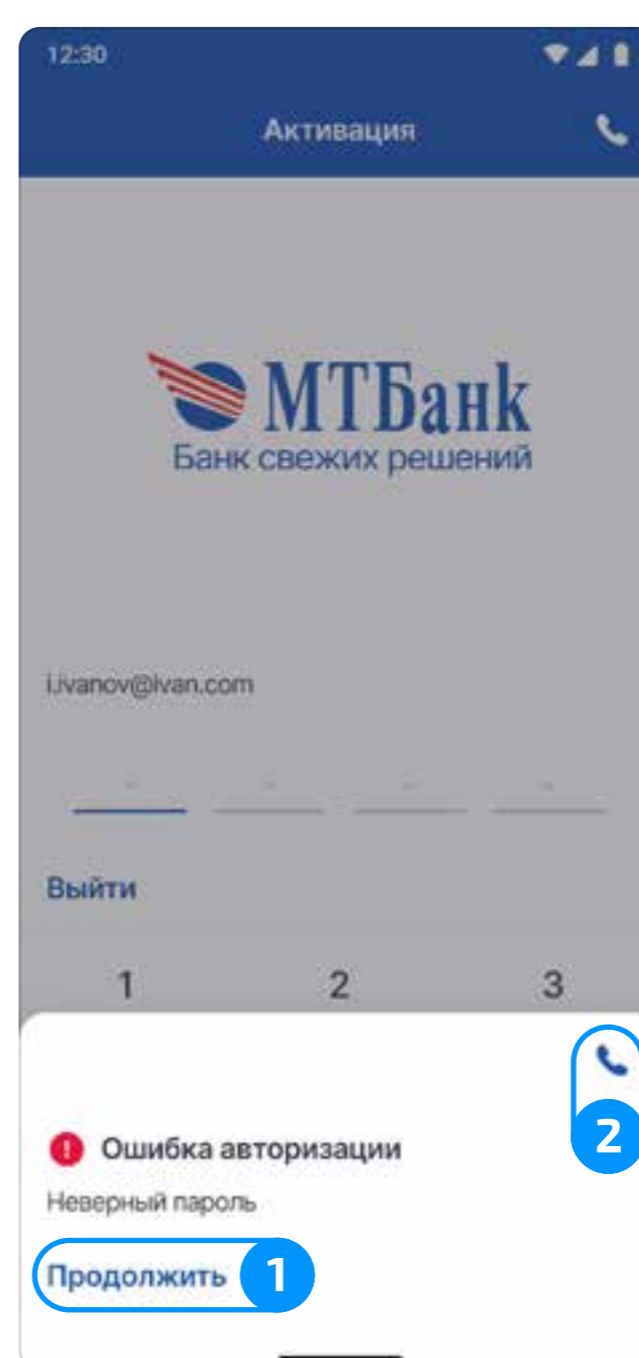 12:30
Активация
МТБанк
Банк свежих решений
i.ivanov@ivan.com
Выйти
1 2 3
2
Ошибка авторизации
Неверный пароль
Продолжить 1